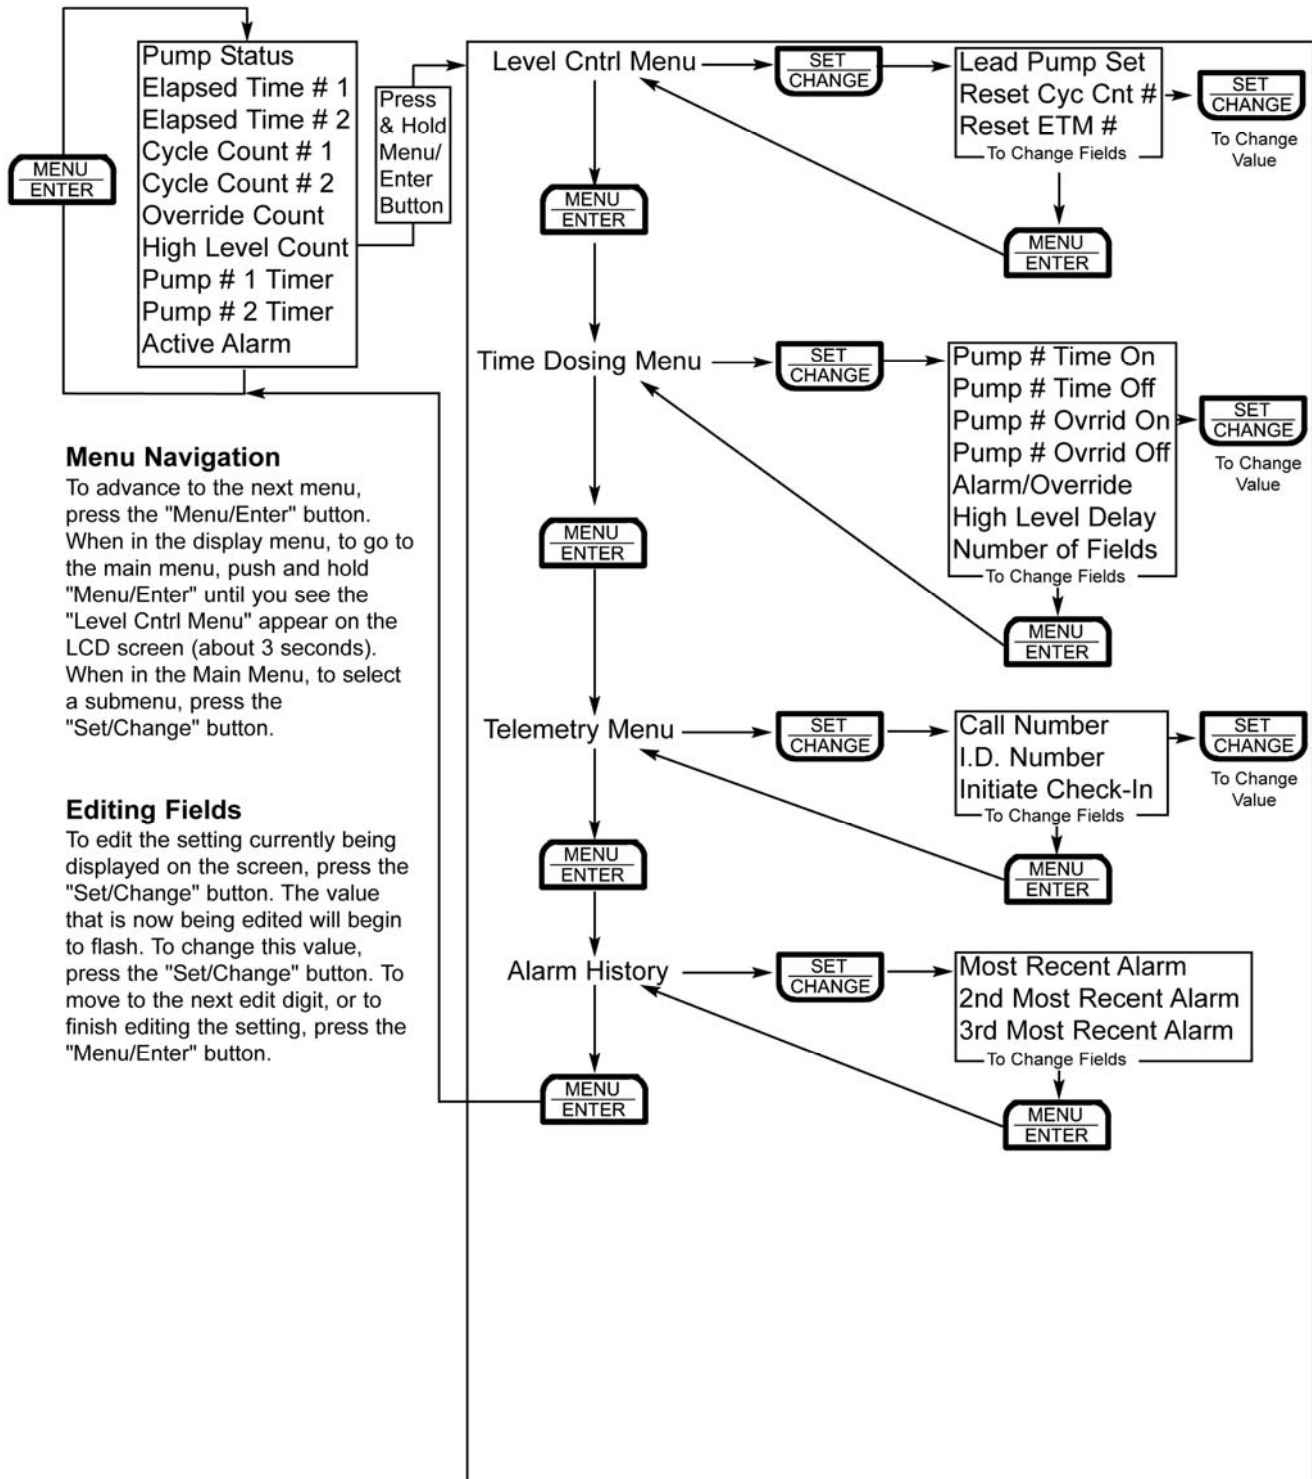 Pump Status
Elapsed Time # 1
Elapsed Time # 2
Cycle Count # 1
Cycle Count # 2
Override Count
High Level Count
Pump # 1 Timer
Pump # 2 Timer
Active Alarm
MENU
ENTER
Press
& Hold
Menu/
Enter
Button
Menu Navigation
To advance to the next menu,
press the "Menu/Enter" button.
When in the display menu, to go to
the main menu, push and hold
"Menu/Enter" until you see the
"Level Cntrl Menu" appear on the
LCD screen (about 3 seconds).
When in the Main Menu, to select
a submenu, press the
"Set/Change" button.
Editing Fields
To edit the setting currently being
displayed on the screen, press the
"Set/Change" button. The value
that is now being edited will begin
to flash. To change this value,
press the "Set/Change" button. To
move to the next edit digit, or to
finish editing the setting, press the
"Menu/Enter" button.
Level Cntrl Menu
SET
CHANGE
Lead Pump Set
Reset Cyc Cnt #
Reset ETM #
To Change Fields
SET
CHANGE
To Change
Value
MENU
ENTER
MENU
ENTER
Time Dosing Menu
SET
CHANGE
Pump # Time On
Pump # Time Off
Pump # Ovrrid On
Pump # Ovrrid Off
Alarm/Override
High Level Delay
Number of Fields
To Change Fields
SET
CHANGE
To Change
Value
MENU
ENTER
MENU
ENTER
Telemetry Menu
SET
CHANGE
Call Number
I.D. Number
Initiate Check-In
To Change Fields
SET
CHANGE
To Change
Value
MENU
ENTER
MENU
ENTER
Alarm History
SET
CHANGE
Most Recent Alarm
2nd Most Recent Alarm
3rd Most Recent Alarm
To Change Fields
MENU
ENTER
MENU
ENTER